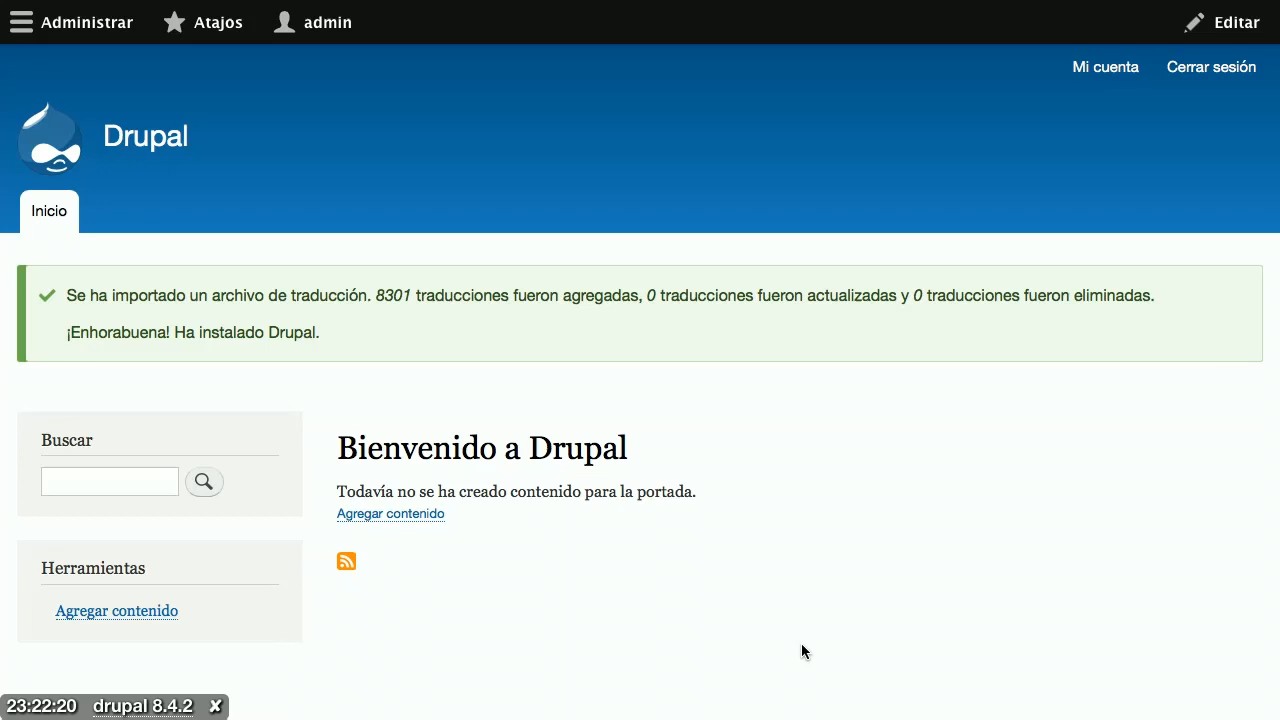 Administrar Atajos admin Editar
Mi cuenta Cerrar sesión
Drupal
Inicio
Se ha importado un archivo de traducción. 8301 traducciones fueron agregadas, 0 traducciones fueron actualizadas y 0 traducciones fueron eliminadas.
¡Enhorabuena! Ha instalado Drupal.
Buscar
Bienvenido a Drupal
Todavía no se ha creado contenido para la portada.
Agregar contenido
Herramientas
Agregar contenido
23:22:20 drupal 8.4.2 ✘